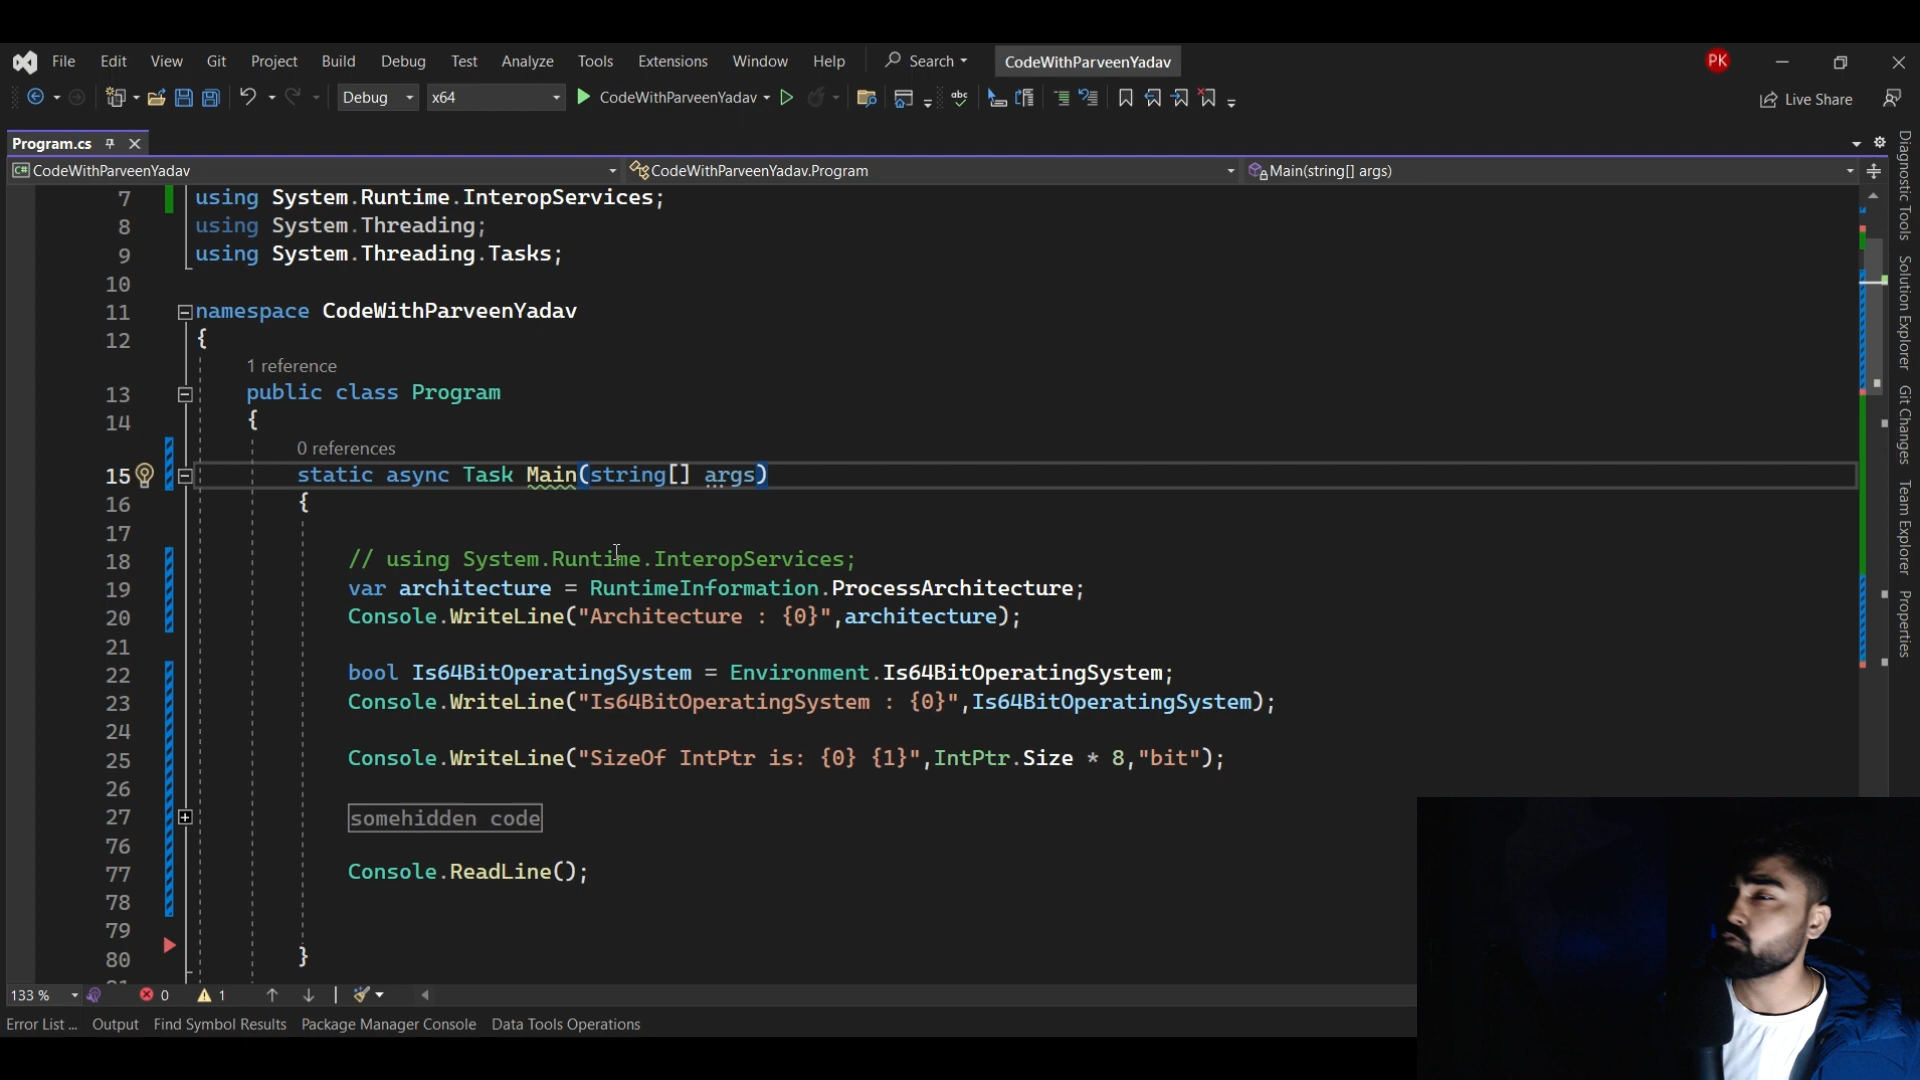 File Edit View Git Project Build Debug Test Analyze Tools Extensions Window Help Search CodeWithParveenYadav PK
Debug x64 CodeWithParveenYadav abc Live Share
Program.cs
C# CodeWithParveenYadav CodeWithParveenYadav.Program Main(string[] args)
7 using System.Runtime.InteropServices;
8 using System.Threading;
9 using System.Threading.Tasks;
10
11 namespace CodeWithParveenYadav
12 {
1 reference
13 public class Program
14 {
0 references
15 static async Task Main(string[] args)
16 {
17
18 // using System.Runtime.InteropServices;
19 var architecture = RuntimeInformation.ProcessArchitecture;
20 Console.WriteLine("Architecture : {0}",architecture);
21
22 bool Is64BitOperatingSystem = Environment.Is64BitOperatingSystem;
23 Console.WriteLine("Is64BitOperatingSystem : {0}",Is64BitOperatingSystem);
24
25 Console.WriteLine("SizeOf IntPtr is: {0} {1}",IntPtr.Size * 8,"bit");
26
27 somehidden code
76
77 Console.ReadLine();
78
79
80 }
133 % 0 1
Error List ... Output Find Symbol Results Package Manager Console Data Tools Operations
Diagnostic Tools
Solution Explorer
Git Changes
Team Explorer
Properties